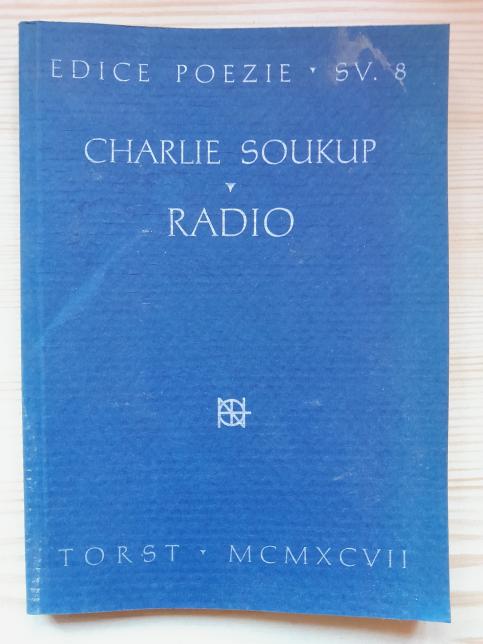 EDICE POEZIE ▾ SV. 8
CHARLIE SOUKUP
▾
RADIO
TORST ▾ MCMXCVII